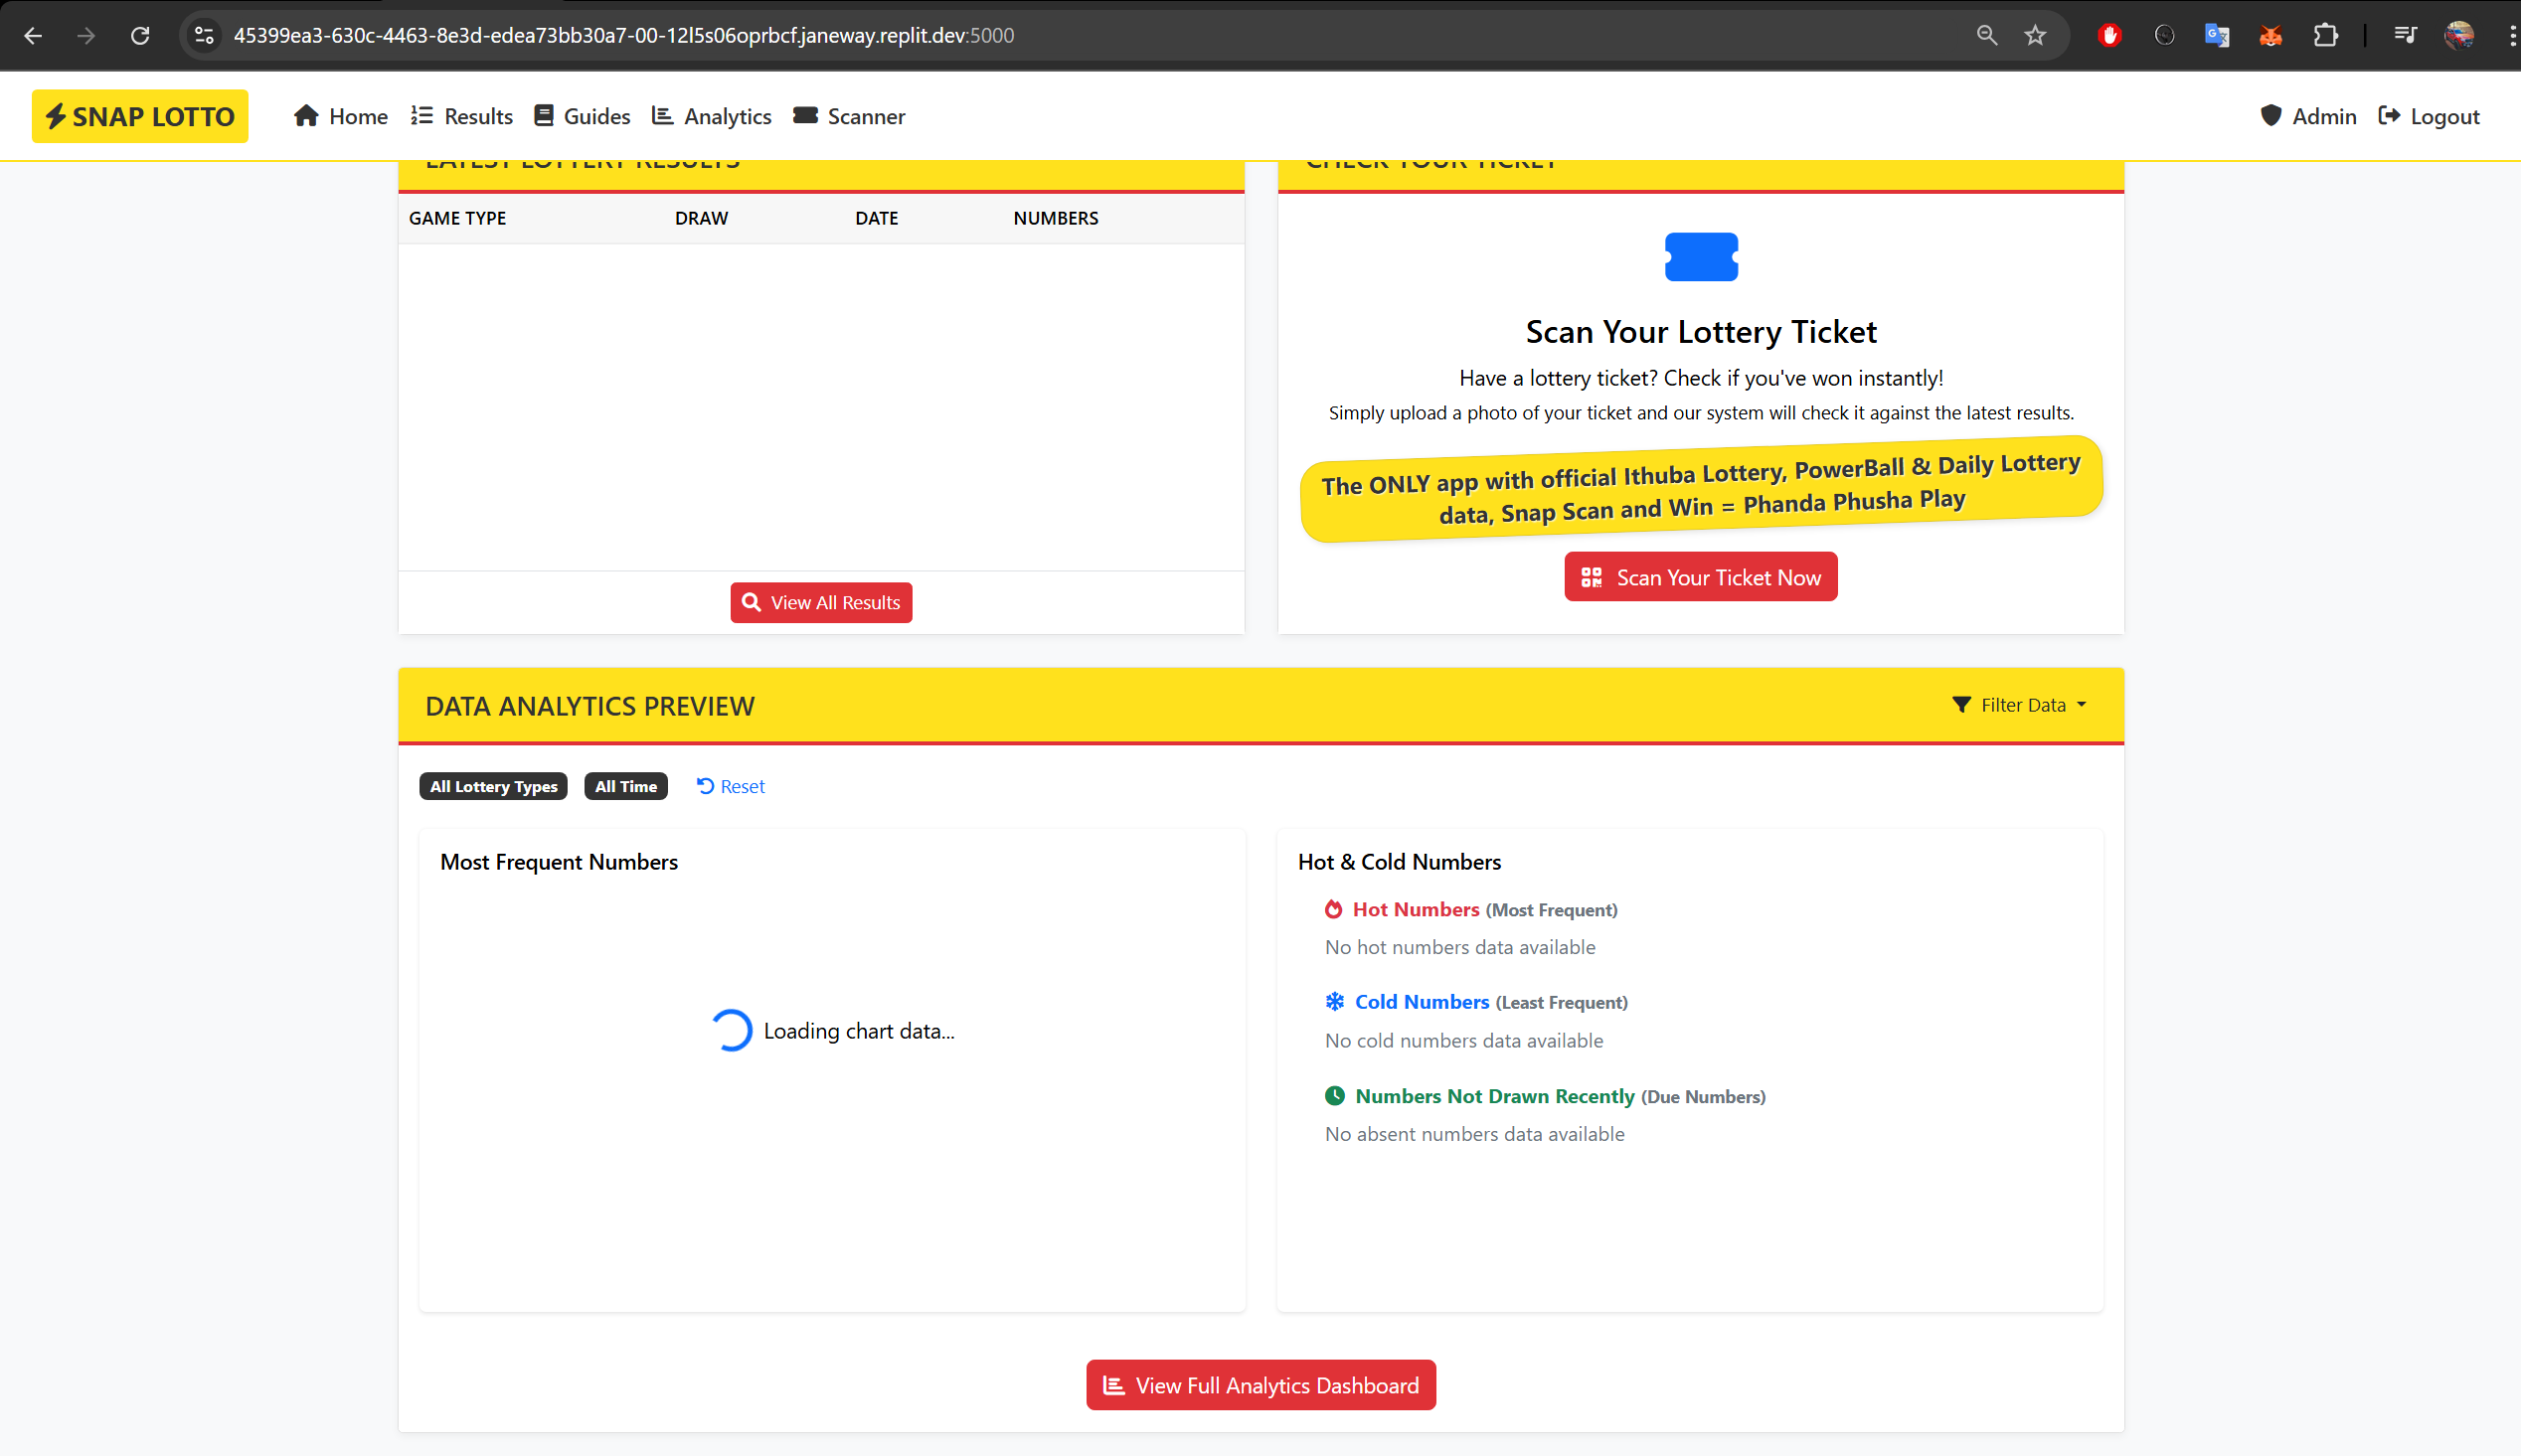 45399ea3-630c-4463-8e3d-edea73bb30a7-00-12l5s06oprbcf.janeway.replit.dev:5000
SNAP LOTTO
Home
Results
Guides
Analytics
Scanner
Admin
Logout
LATEST LOTTERY RESULTS
GAME TYPE DRAW DATE NUMBERS
View All Results
CHECK YOUR TICKET
Scan Your Lottery Ticket
Have a lottery ticket? Check if you've won instantly!
Simply upload a photo of your ticket and our system will check it against the latest results.
The ONLY app with official Ithuba Lottery, PowerBall & Daily Lottery
data, Snap Scan and Win = Phanda Phusha Play
Scan Your Ticket Now
DATA ANALYTICS PREVIEW
Filter Data
All Lottery Types
All Time
Reset
Most Frequent Numbers
Loading chart data...
Hot & Cold Numbers
Hot Numbers (Most Frequent)
No hot numbers data available
Cold Numbers (Least Frequent)
No cold numbers data available
Numbers Not Drawn Recently (Due Numbers)
No absent numbers data available
View Full Analytics Dashboard